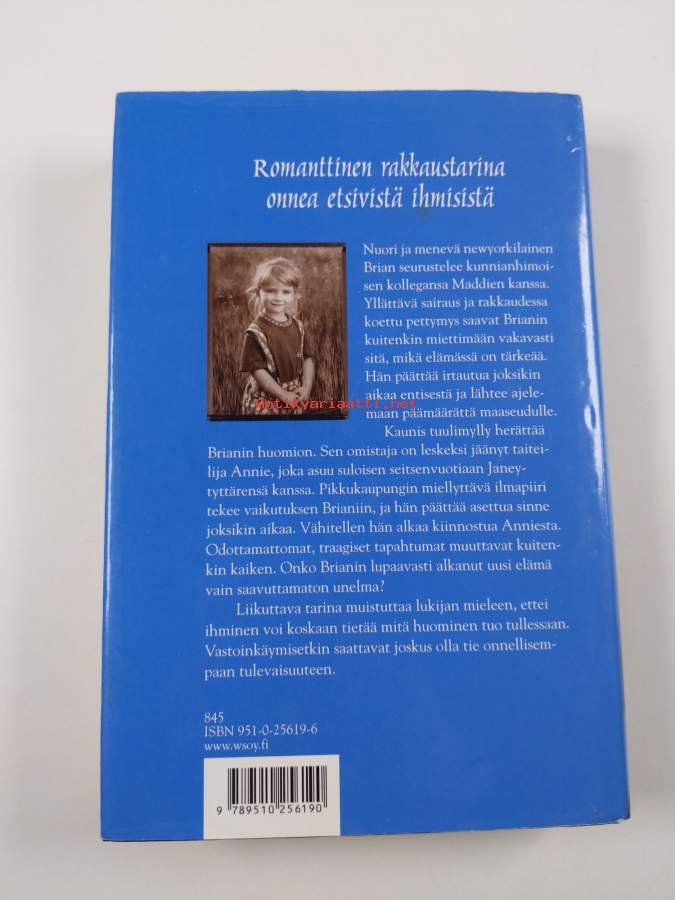 Romanttinen rakkaustarina
onnea etsivistä ihmisistä
Nuori ja menevä newyorkilainen
Brian seurustelee kunnianhimoi-
sen kollegansa Maddien kanssa.
Yllättävä sairaus ja rakkaudessa
koettu pettymys saavat Brianin
kuitenkin miettimään vakavasti
sitä, mikä elämässä on tärkeää.
Hän päättää irtautua joksikin
aikaa entisestä ja lähtee ajele-
maan päämäärättä maaseudulle.
Antikvariaatti.net
Kaunis tuulimylly herättää
Brianin huomion. Sen omistaja on leskeksi jäänyt taitei-
lija Annie, joka asuu suloisen seitsenvuotiaan Janey-
tyttärensä kanssa. Pikkukaupungin miellyttävä ilmapiiri
tekee vaikutuksen Brianiin, ja hän päättää asettua sinne
joksikin aikaa. Vähitellen hän alkaa kiinnostua Anniesta.
Odottamattomat, traagiset tapahtumat muuttavat kuiten-
kin kaiken. Onko Brianin lupaavasti alkanut uusi elämä
vain saavuttamaton unelma?
Liikuttava tarina muistuttaa lukijan mieleen, ettei
ihminen voi koskaan tietää mitä huominen tuo tullessaan.
Vastoinkäymisetkin saattavat joskus olla tie onnellisem-
paan tulevaisuuteen.
845
ISBN 951-0-25619-6
www.wsoy.fi
9 789510 256190